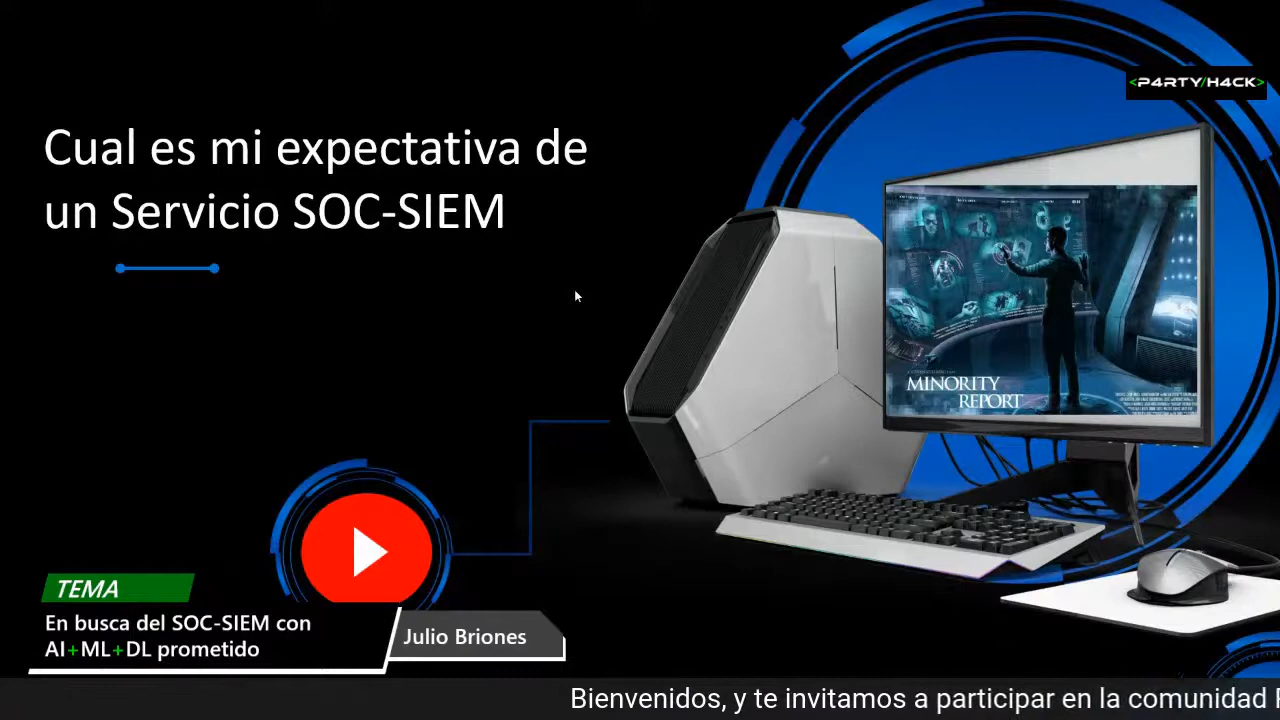 <P4RTY/H4CK>
Cual es mi expectativa de
un Servicio SOC-SIEM
MINORITY
REPORT
TEMA
En busca del SOC-SIEM con
AI+ML+DL prometido
Julio Briones
Bienvenidos, y te invitamos a participar en la comunidad